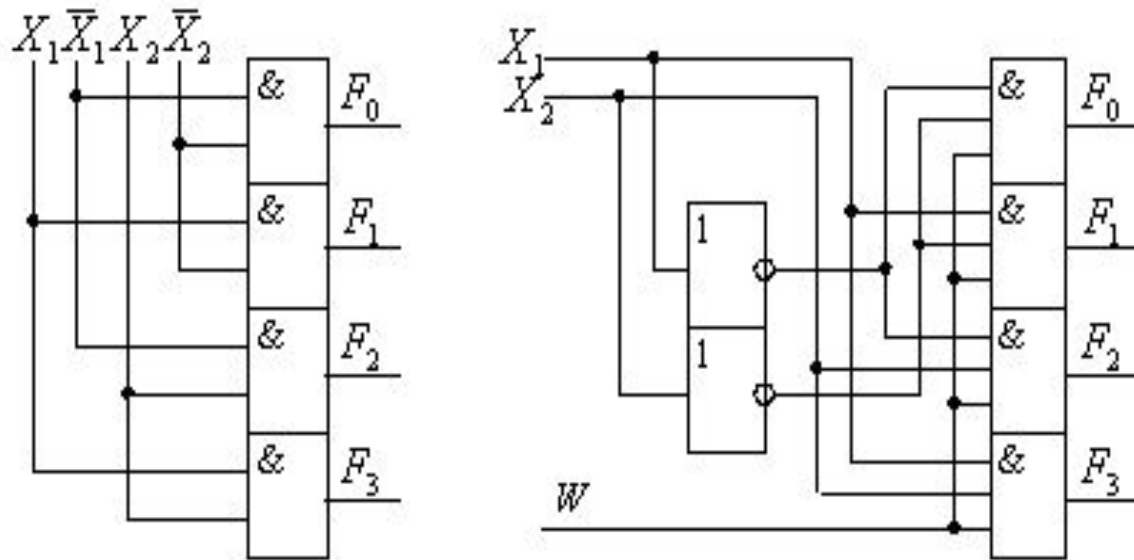 X₁ X̅₁ X₂ X̅₂
& F₀
& F₁
& F₂
& F₃
X₁
X₂
1
1
W
& F₀
& F₁
& F₂
& F₃